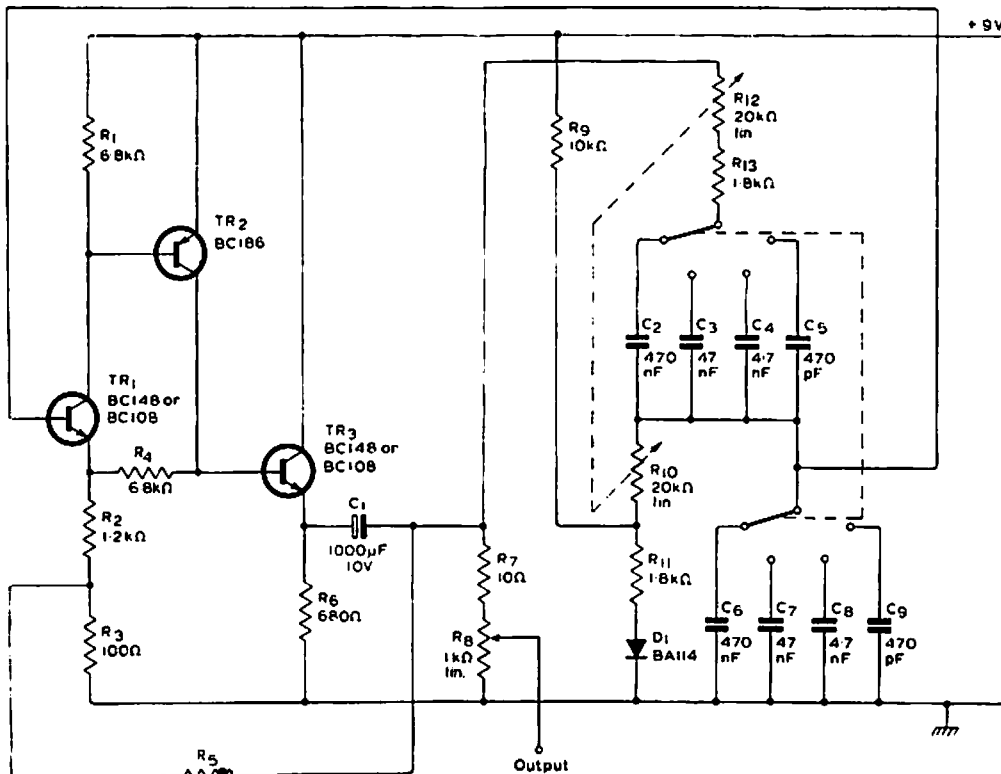 +9V
R1
6.8kΩ
TR2
BC186
R9
10kΩ
R12
20kΩ
lin
R13
1.8kΩ
C2
470
nF
C3
47
nF
C4
4.7
nF
C5
470
pF
TR1
BC148 or
BC108
R4
6.8kΩ
TR3
BC148 or
BC108
R10
20kΩ
lin
R2
1.2kΩ
C1
1000μF
10V
R7
10Ω
R11
1.8kΩ
R3
100Ω
R6
680Ω
R8
1kΩ
lin.
D1
BA114
C6
470
nF
C7
47
nF
C8
4.7
nF
C9
470
pF
R5
Output